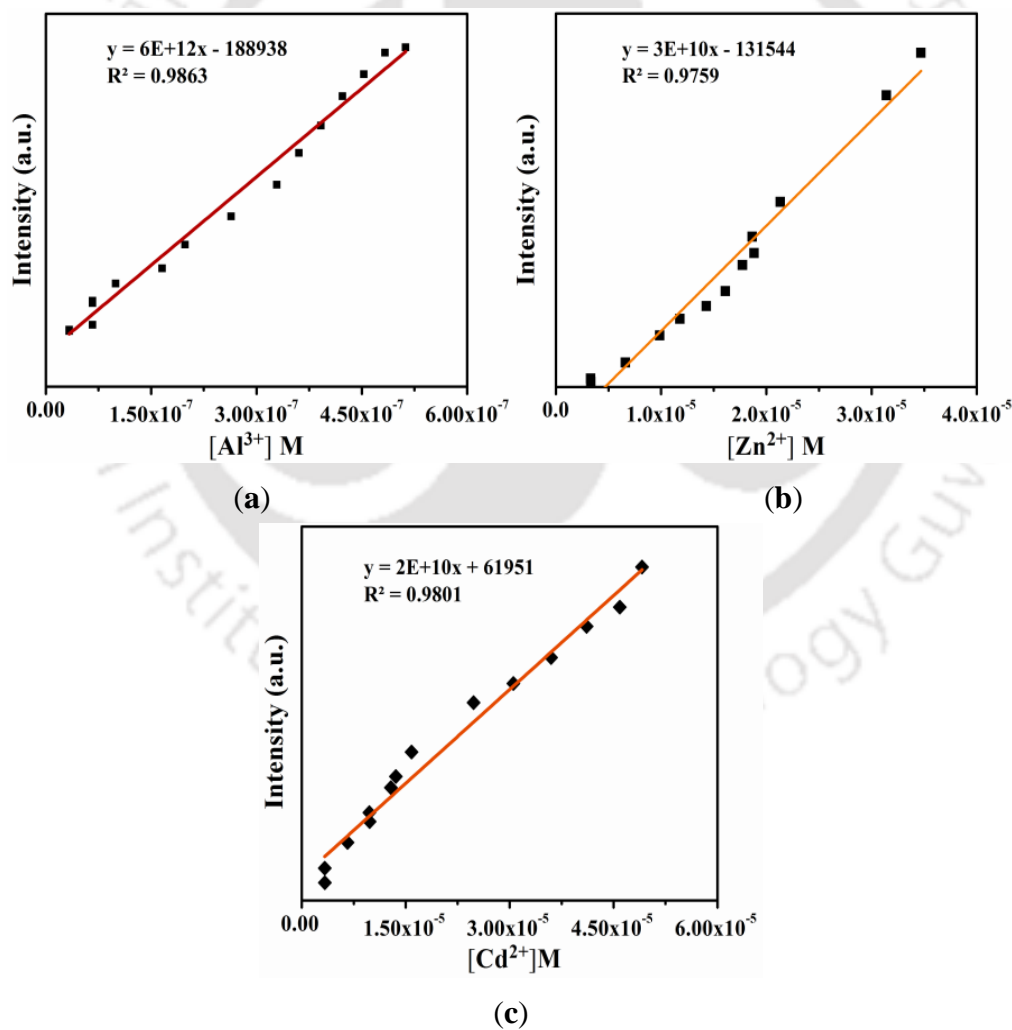 y = 6E+12x - 188938
R² = 0.9863
Intensity (a.u.)
0.00 1.50x10⁻⁷ 3.00x10⁻⁷ 4.50x10⁻⁷ 6.00x10⁻⁷
[Al³⁺] M
(a)
y = 3E+10x - 131544
R² = 0.9759
Intensity (a.u.)
0.0 1.0x10⁻⁵ 2.0x10⁻⁵ 3.0x10⁻⁵ 4.0x10⁻⁵
[Zn²⁺] M
(b)
y = 2E+10x + 61951
R² = 0.9801
Intensity (a.u.)
0.00 1.50x10⁻⁵ 3.00x10⁻⁵ 4.50x10⁻⁵ 6.00x10⁻⁵
[Cd²⁺]M
(c)